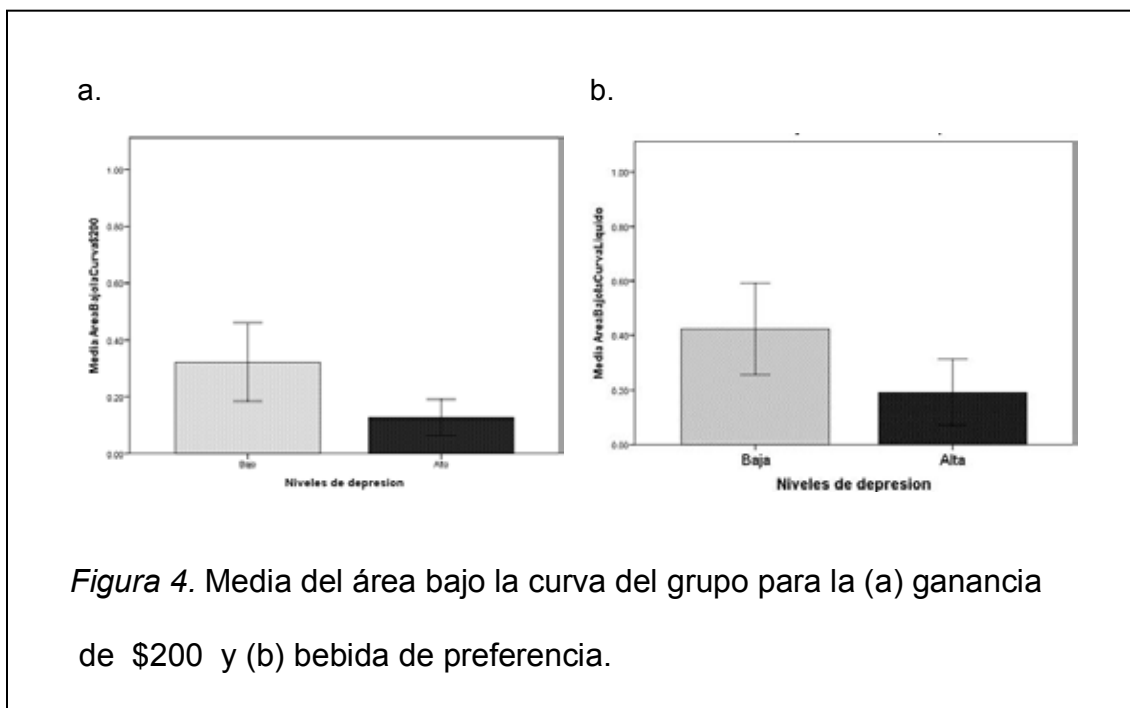 a.
b.
Media AreaBajolaCurva$200
1.00
0.80
0.60
0.40
0.20
0.00
Baja
Alta
Niveles de depresion
Media AreaBajolaCurvaLiquido
1.00
0.80
0.60
0.40
0.20
0.00
Baja
Alta
Niveles de depresion
Figura 4. Media del área bajo la curva del grupo para la (a) ganancia
de $200 y (b) bebida de preferencia.